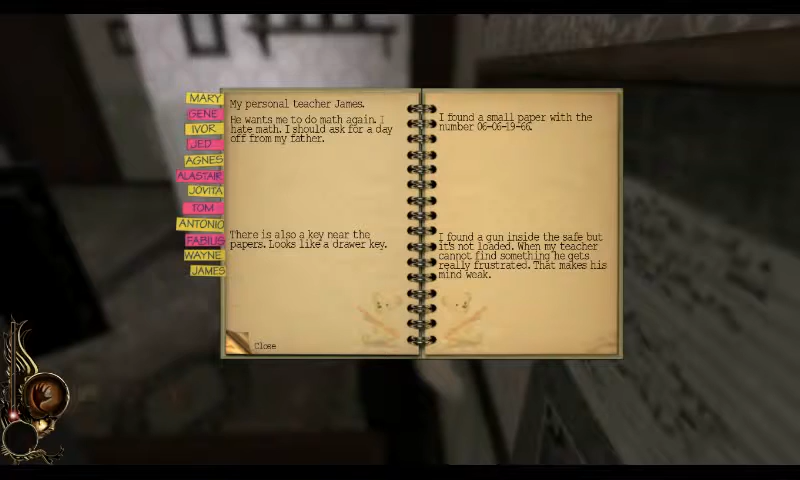 MARY
GENE
IVOR
JED
AGNES
ALASTAIR
JOVITA
TOM
ANTONIO
FABIUS
WAYNE
JAMES
My personal teacher James.
He wants me to do math again. I
hate math. I should ask for a day
off from my father.
There is also a key near the
papers. Looks like a drawer key.
Close
I found a small paper with the
number 06-06-19-66.
I found a gun inside the safe but
it's not loaded. When my teacher
cannot find something he gets
really frustrated. That makes his
mind weak.